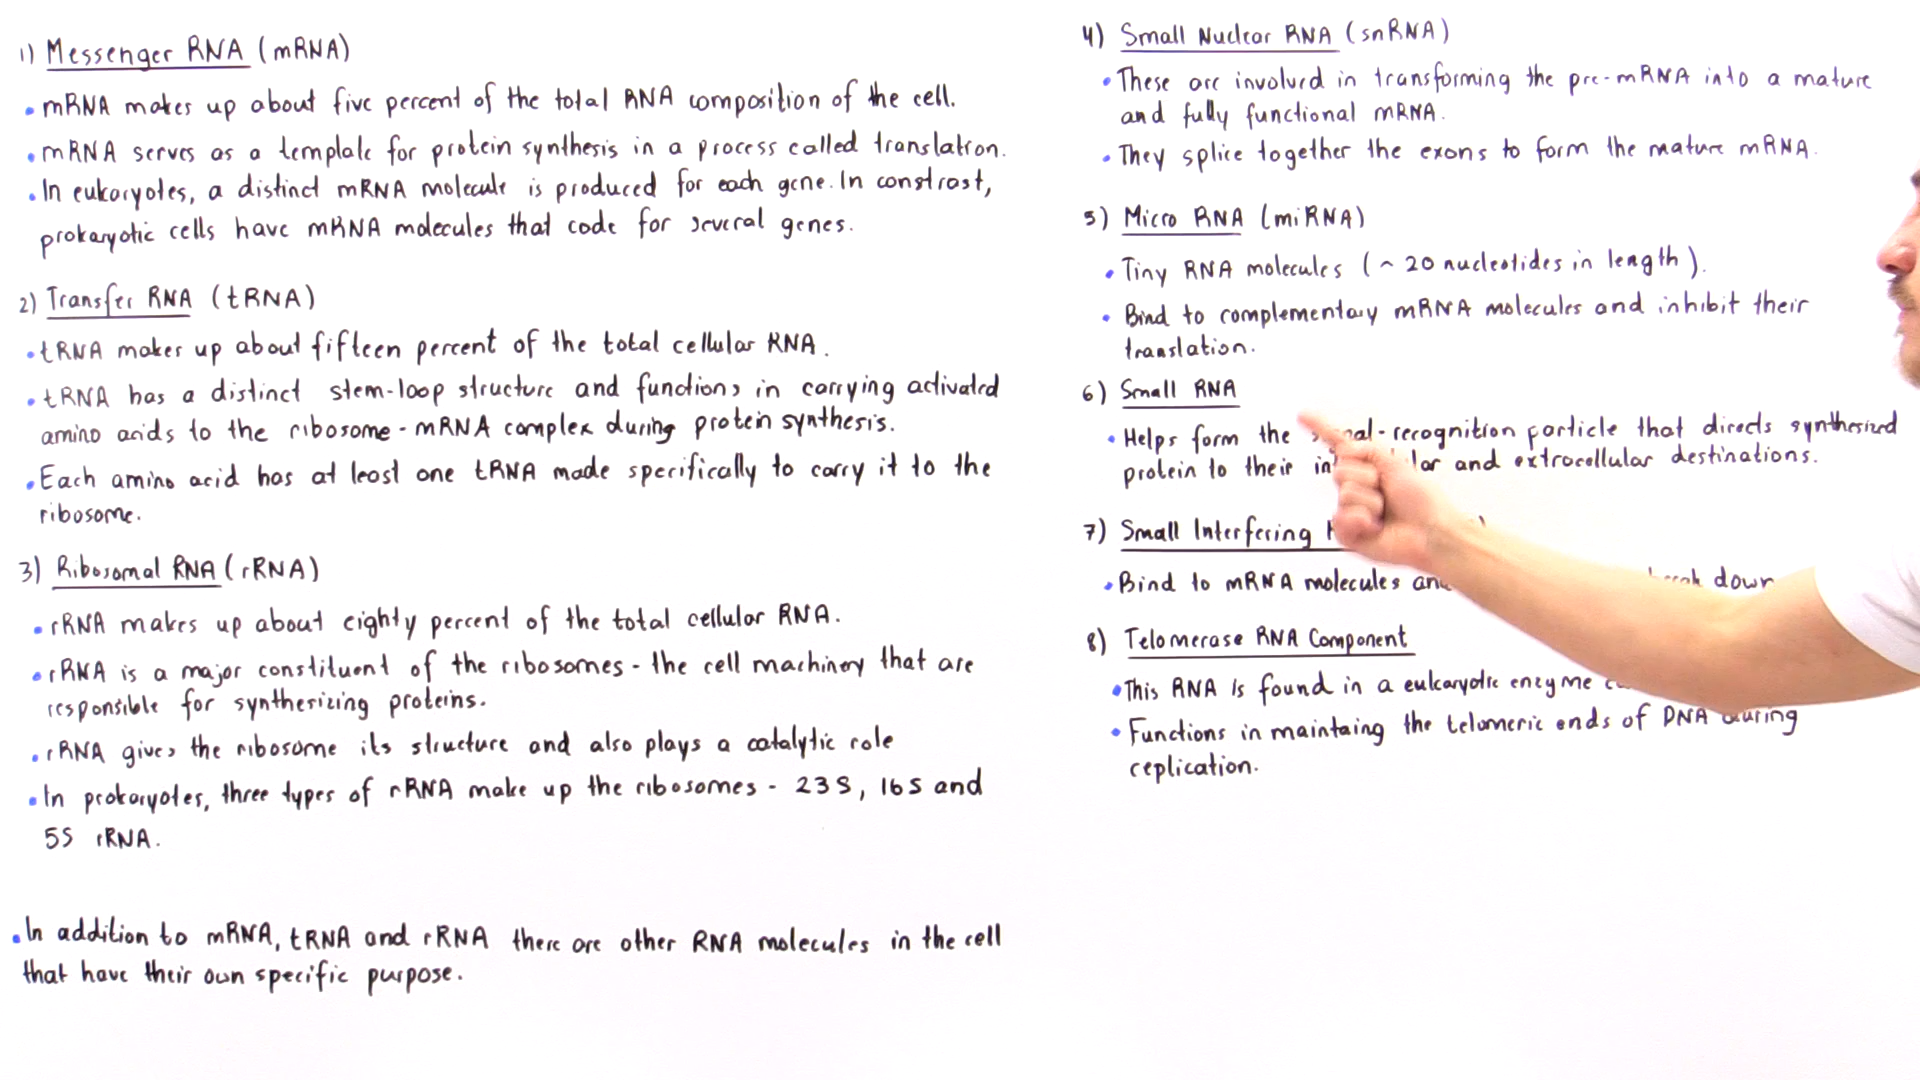 1) Messenger RNA (mRNA)
• mRNA makes up about five percent of the total RNA composition of the cell.
• mRNA serves as a template for protein synthesis in a process called translation.
• In eukaryotes, a distinct mRNA molecule is produced for each gene. In constrast,
prokaryotic cells have mRNA molecules that code for several genes.
2) Transfer RNA (tRNA)
• tRNA makes up about fifteen percent of the total cellular RNA.
• tRNA has a distinct stem-loop structure and functions in carrying activated
amino acids to the ribosome-mRNA complex during protein synthesis.
• Each amino acid has at least one tRNA made specifically to carry it to the
ribosome.
3) Ribosomal RNA (rRNA)
• rRNA makes up about eighty percent of the total cellular RNA.
• rRNA is a major constituent of the ribosomes - the cell machinery that are
responsible for synthesizing proteins.
• rRNA gives the ribosome its structure and also plays a catalytic role
• In prokaryotes, three types of rRNA make up the ribosomes - 23S, 16S and
5S rRNA.
• In addition to mRNA, tRNA and rRNA there are other RNA molecules in the cell
that have their own specific purpose.
4) Small Nuclear RNA (snRNA)
• These are involved in transforming the pre-mRNA into a mature
and fully functional mRNA.
• They splice together the exons to form the mature mRNA.
5) Micro RNA (miRNA)
• Tiny RNA molecules (~ 20 nucleotides in length).
• Bind to complementary mRNA molecules and inhibit their
translation.
6) Small RNA
• Helps form the -recognition particle that directs synthesized
protein to their and extracellular destinations.
7) Small Interfering
• Bind to mRNA molecules down
8) Telomerase RNA Component
• This RNA is found in a eukaryotic enzyme
• Functions in maintaing the telomeric ends of DNA during
replication.